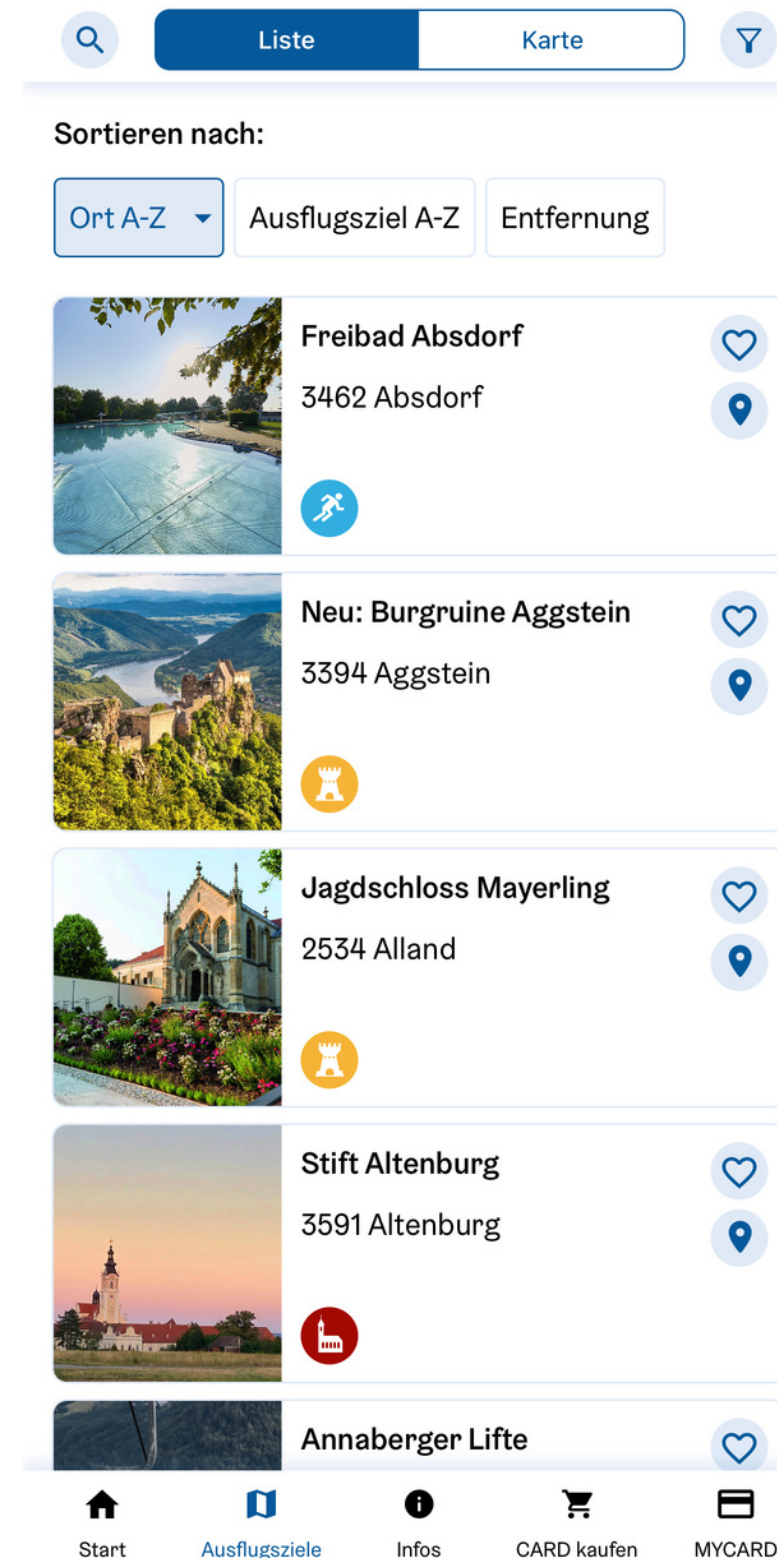 Liste Karte
Sortieren nach:
Ort A-Z Ausflugsziel A-Z Entfernung
Freibad Absdorf
3462 Absdorf
Neu: Burgruine Aggstein
3394 Aggstein
Jagdschloss Mayerling
2534 Alland
Stift Altenburg
3591 Altenburg
Annaberger Lifte
Start Ausflugsziele Infos CARD kaufen MYCARD